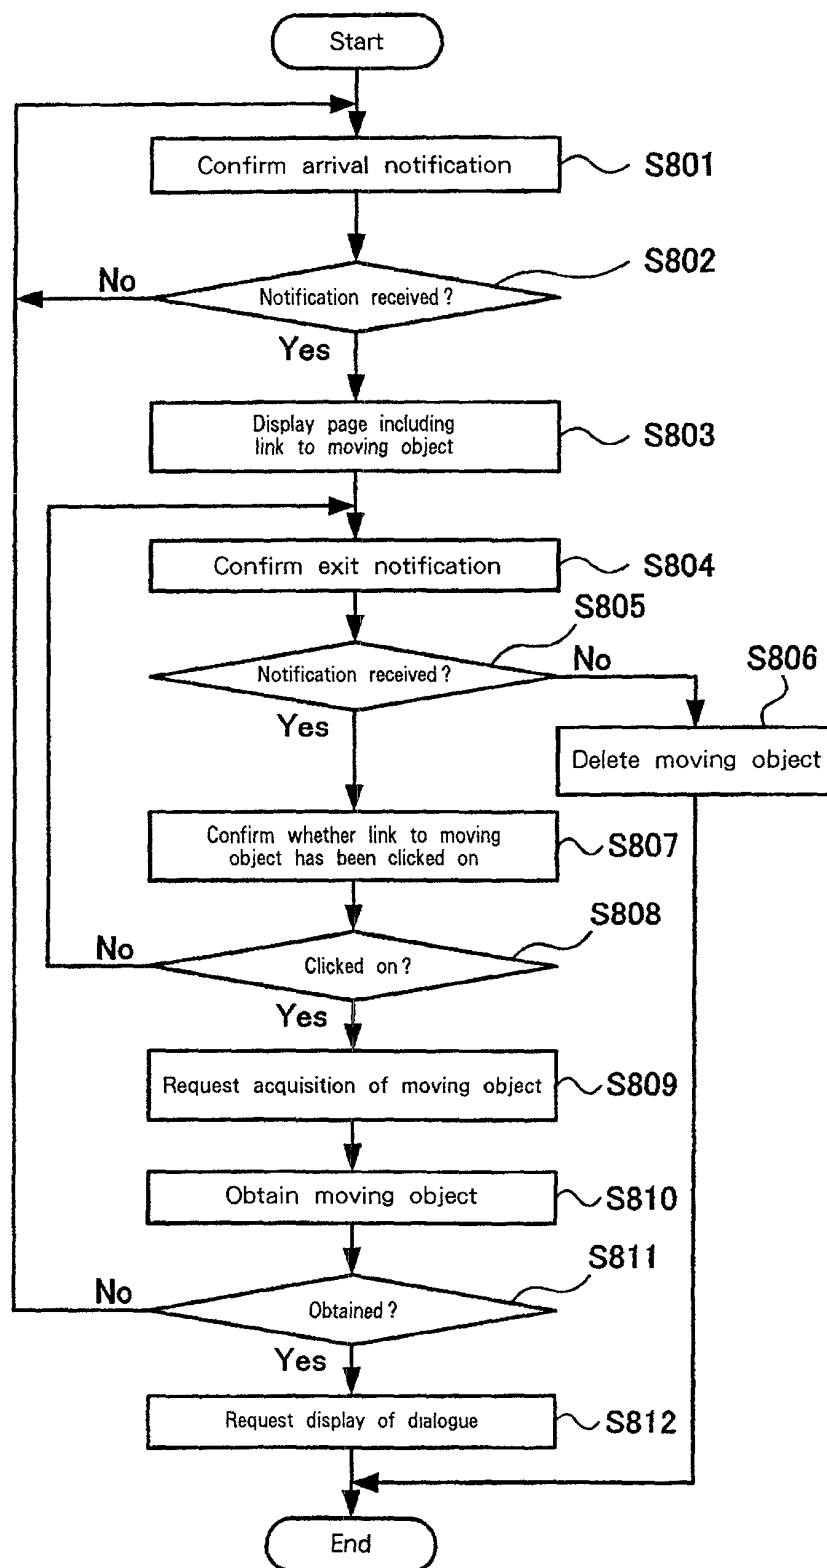 Start
Confirm arrival notification
S801
S802
No
Notification received?
Yes
Display page including
link to moving object
S803
Confirm exit notification
S804
S805
Notification received?
No
S806
Yes
Delete moving object
Confirm whether link to moving
object has been clicked on
S807
S808
No
Clicked on?
Yes
Request acquisition of moving object
S809
Obtain moving object
S810
S811
No
Obtained?
Yes
Request display of dialogue
S812
End